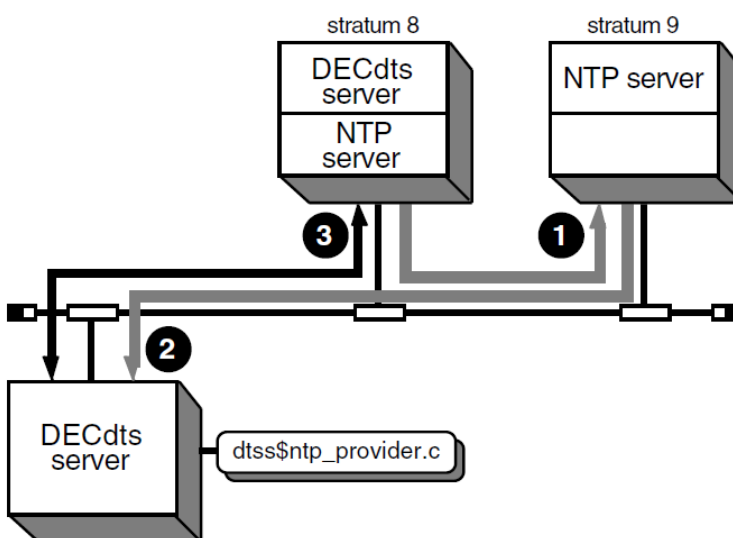 stratum 8
stratum 9
DECdts
server
NTP
server
NTP server
3
1
2
DECdts
server
dtss$ntp_provider.c